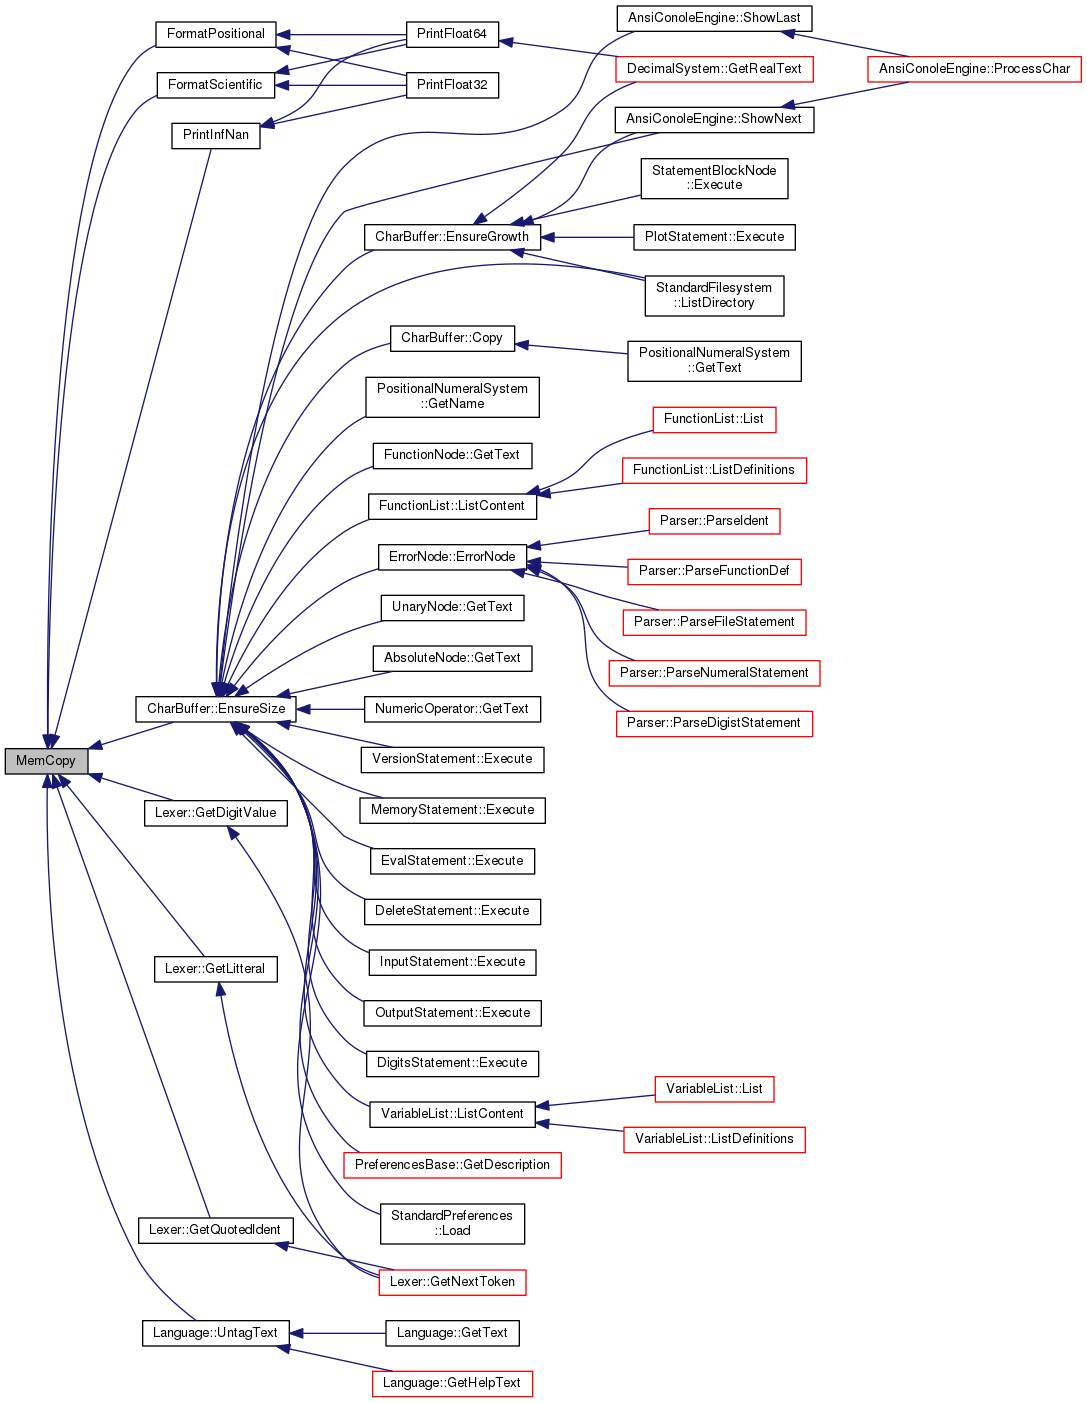 AnsiConoleEngine::ShowLast
FormatPositional
PrintFloat64
DecimalSystem::GetRealText
AnsiConoleEngine::ProcessChar
FormatScientific
PrintFloat32
AnsiConoleEngine::ShowNext
PrintInfNan
StatementBlockNode
::Execute
CharBuffer::EnsureGrowth
PlotStatement::Execute
StandardFilesystem
::ListDirectory
CharBuffer::Copy
PositionalNumeralSystem
::GetText
PositionalNumeralSystem
::GetName
FunctionList::List
FunctionNode::GetText
FunctionList::ListDefinitions
FunctionList::ListContent
Parser::ParseIdent
ErrorNode::ErrorNode
Parser::ParseFunctionDef
UnaryNode::GetText
Parser::ParseFileStatement
AbsoluteNode::GetText
Parser::ParseNumeralStatement
CharBuffer::EnsureSize
NumericOperator::GetText
Parser::ParseDigistStatement
MemCopy
VersionStatement::Execute
Lexer::GetDigitValue
MemoryStatement::Execute
EvalStatement::Execute
DeleteStatement::Execute
Lexer::GetLitteral
InputStatement::Execute
OutputStatement::Execute
DigitsStatement::Execute
VariableList::List
VariableList::ListContent
VariableList::ListDefinitions
PreferencesBase::GetDescription
StandardPreferences
::Load
Lexer::GetQuotedIdent
Lexer::GetNextToken
Language::UntagText
Language::GetText
Language::GetHelpText